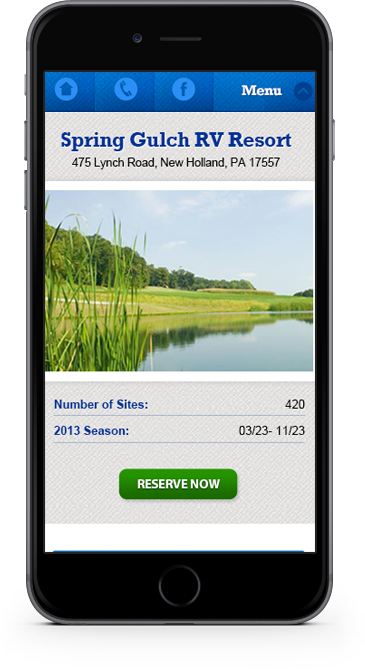 Menu
Spring Gulch RV Resort
475 Lynch Road, New Holland, PA 17557
Number of Sites: 420
2013 Season: 03/23- 11/23
RESERVE NOW